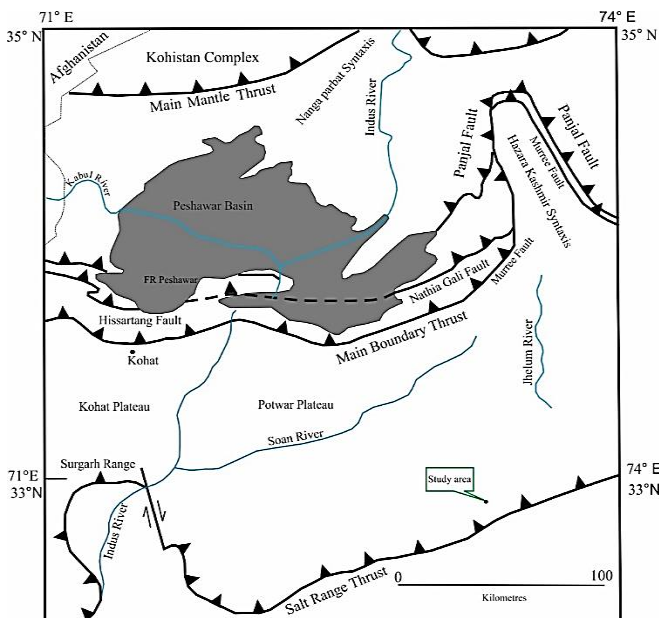 71° E
74° E
35° N
35° N
Afghanistan
Kohistan Complex
Main Mantle Thrust
Nanga parbat Syntaxis
Indus River
Panjal Fault
Panjal Fault
Murree Fault
Hazara Kashmir Syntaxis
Kabul River
Peshawar Basin
FR Peshawar
Nathia Gali Fault
Murree Fault
Hissartang Fault
Main Boundary Thrust
Kohat
Jhelum River
Kohat Plateau
Potwar Plateau
Soan River
Surgarh Range
71°E
33°N
74° E
33°N
Study area
Indus River
Salt Range Thrust
0
100
Kilometres